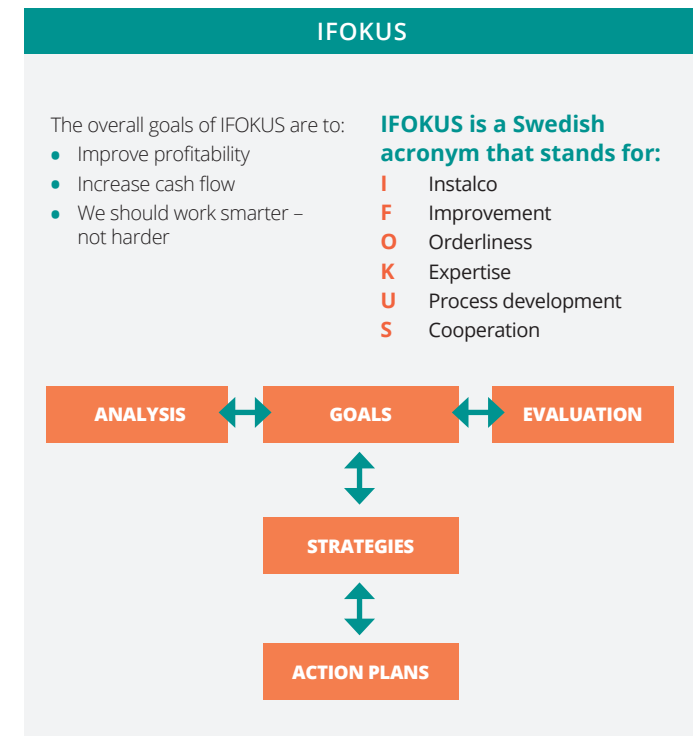 IFOKUS
The overall goals of IFOKUS are to:
• Improve profitability
• Increase cash flow
• We should work smarter –
not harder
IFOKUS is a Swedish
acronym that stands for:
I Instalco
F Improvement
O Orderliness
K Expertise
U Process development
S Cooperation
ANALYSIS GOALS EVALUATION
STRATEGIES
ACTION PLANS